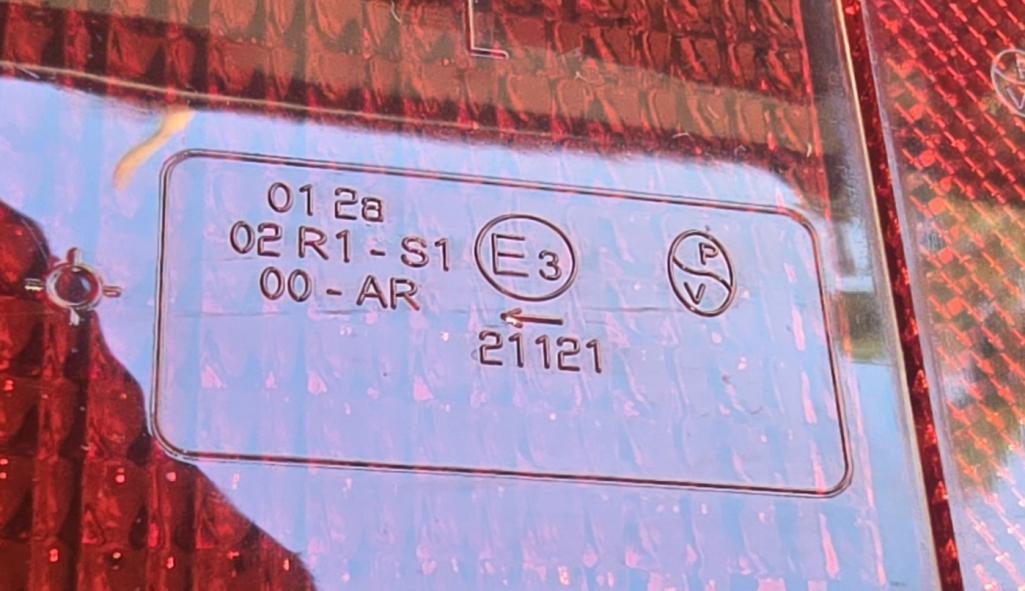 L
01 2a
02 R1 - S1
00 - AR
E3
←
21121
P
V